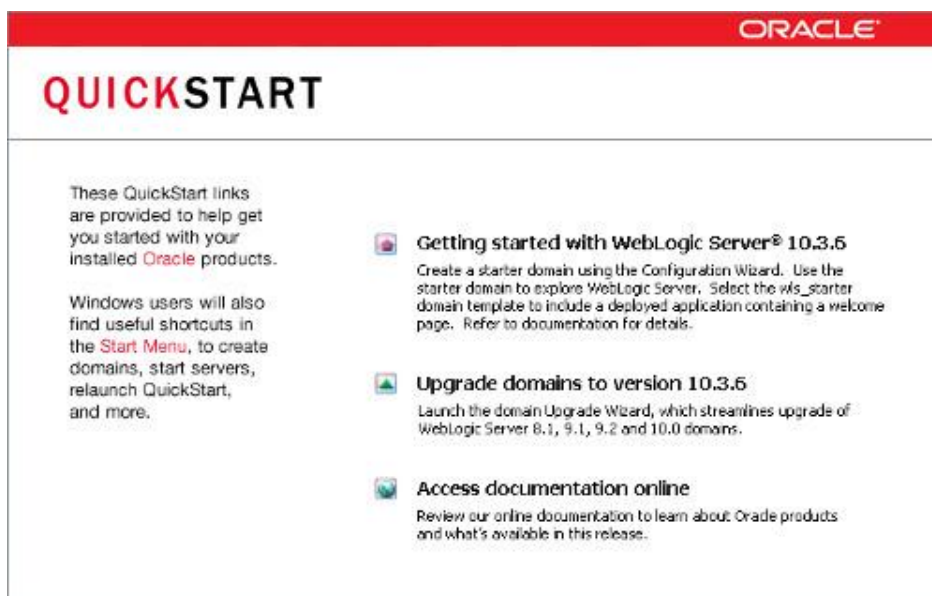 ORACLE
QUICKSTART
These QuickStart links
are provided to help get
you started with your
installed Oracle products.
Windows users will also
find useful shortcuts in
the Start Menu, to create
domains, start servers,
relaunch QuickStart,
and more.
Getting started with WebLogic Server® 10.3.6
Create a starter domain using the Configuration Wizard. Use the
starter domain to explore WebLogic Server. Select the wls_starter
domain template to include a deployed application containing a welcome
page. Refer to documentation for details.
Upgrade domains to version 10.3.6
Launch the domain Upgrade Wizard, which streamlines upgrade of
WebLogic Server 8.1, 9.1, 9.2 and 10.0 domains.
Access documentation online
Review our online documentation to learn about Oracle products
and what's available in this release.